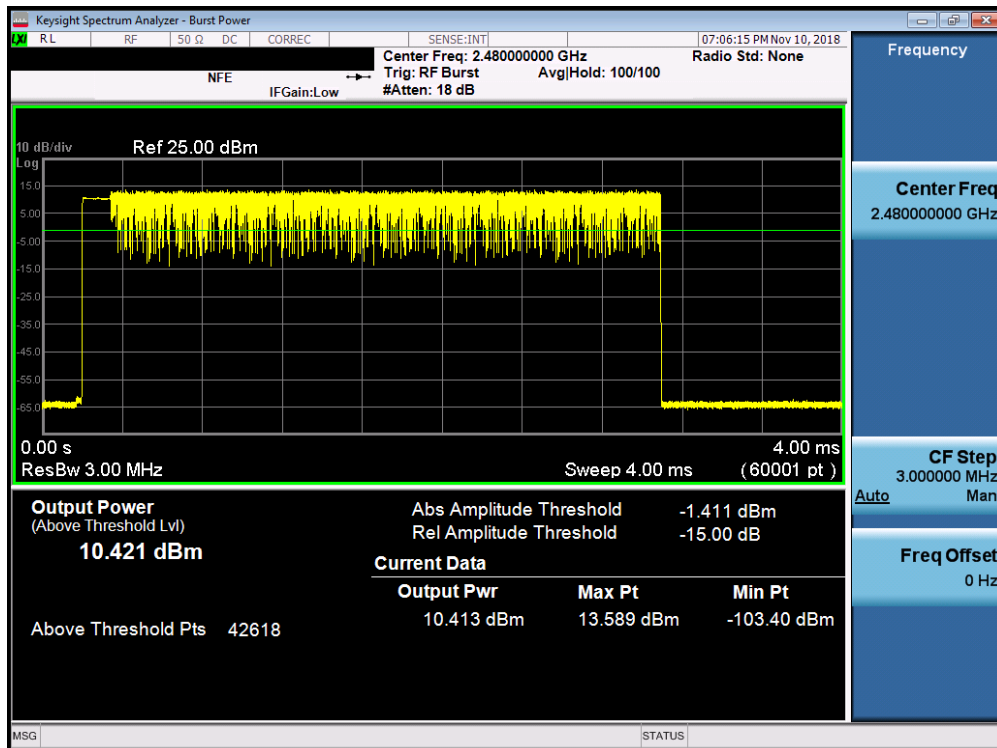 Keysight Spectrum Analyzer - Burst Power
LXI RL RF 50 Ω DC CORREC SENSE:INT 07:06:15 PM Nov 10, 2018
Center Freq: 2.480000000 GHz Radio Std: None
NFE Trig: RF Burst Avg|Hold: 100/100
IFGain:Low #Atten: 18 dB
10 dB/div Ref 25.00 dBm
Log
15.0
5.00
-5.00
-15.0
-25.0
-35.0
-45.0
-55.0
-65.0
0.00 s 4.00 ms
ResBw 3.00 MHz Sweep 4.00 ms (60001 pt)
Output Power
(Above Threshold Lvl)
10.421 dBm
Above Threshold Pts 42618
Abs Amplitude Threshold -1.411 dBm
Rel Amplitude Threshold -15.00 dB
Current Data
Output Pwr Max Pt Min Pt
10.413 dBm 13.589 dBm -103.40 dBm
Frequency
Center Freq
2.480000000 GHz
CF Step
3.000000 MHz
Auto Man
Freq Offset
0 Hz
MSG STATUS